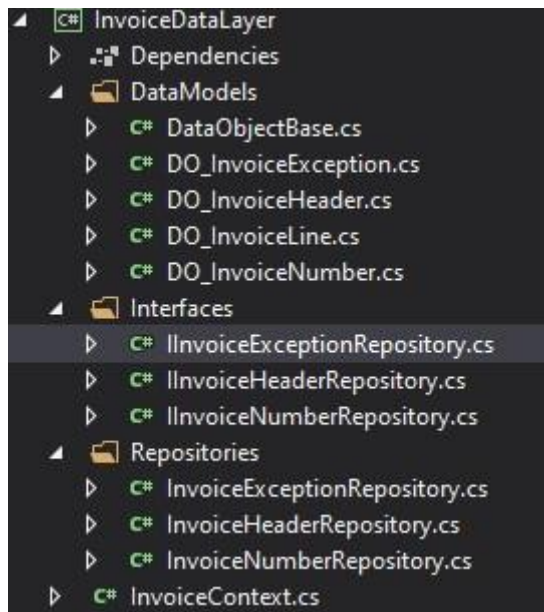 C# InvoiceDataLayer
Dependencies
DataModels
C# DataObjectBase.cs
C# DO_InvoiceException.cs
C# DO_InvoiceHeader.cs
C# DO_InvoiceLine.cs
C# DO_InvoiceNumber.cs
Interfaces
C# IInvoiceExceptionRepository.cs
C# IInvoiceHeaderRepository.cs
C# IInvoiceNumberRepository.cs
Repositories
C# InvoiceExceptionRepository.cs
C# InvoiceHeaderRepository.cs
C# InvoiceNumberRepository.cs
C# InvoiceContext.cs